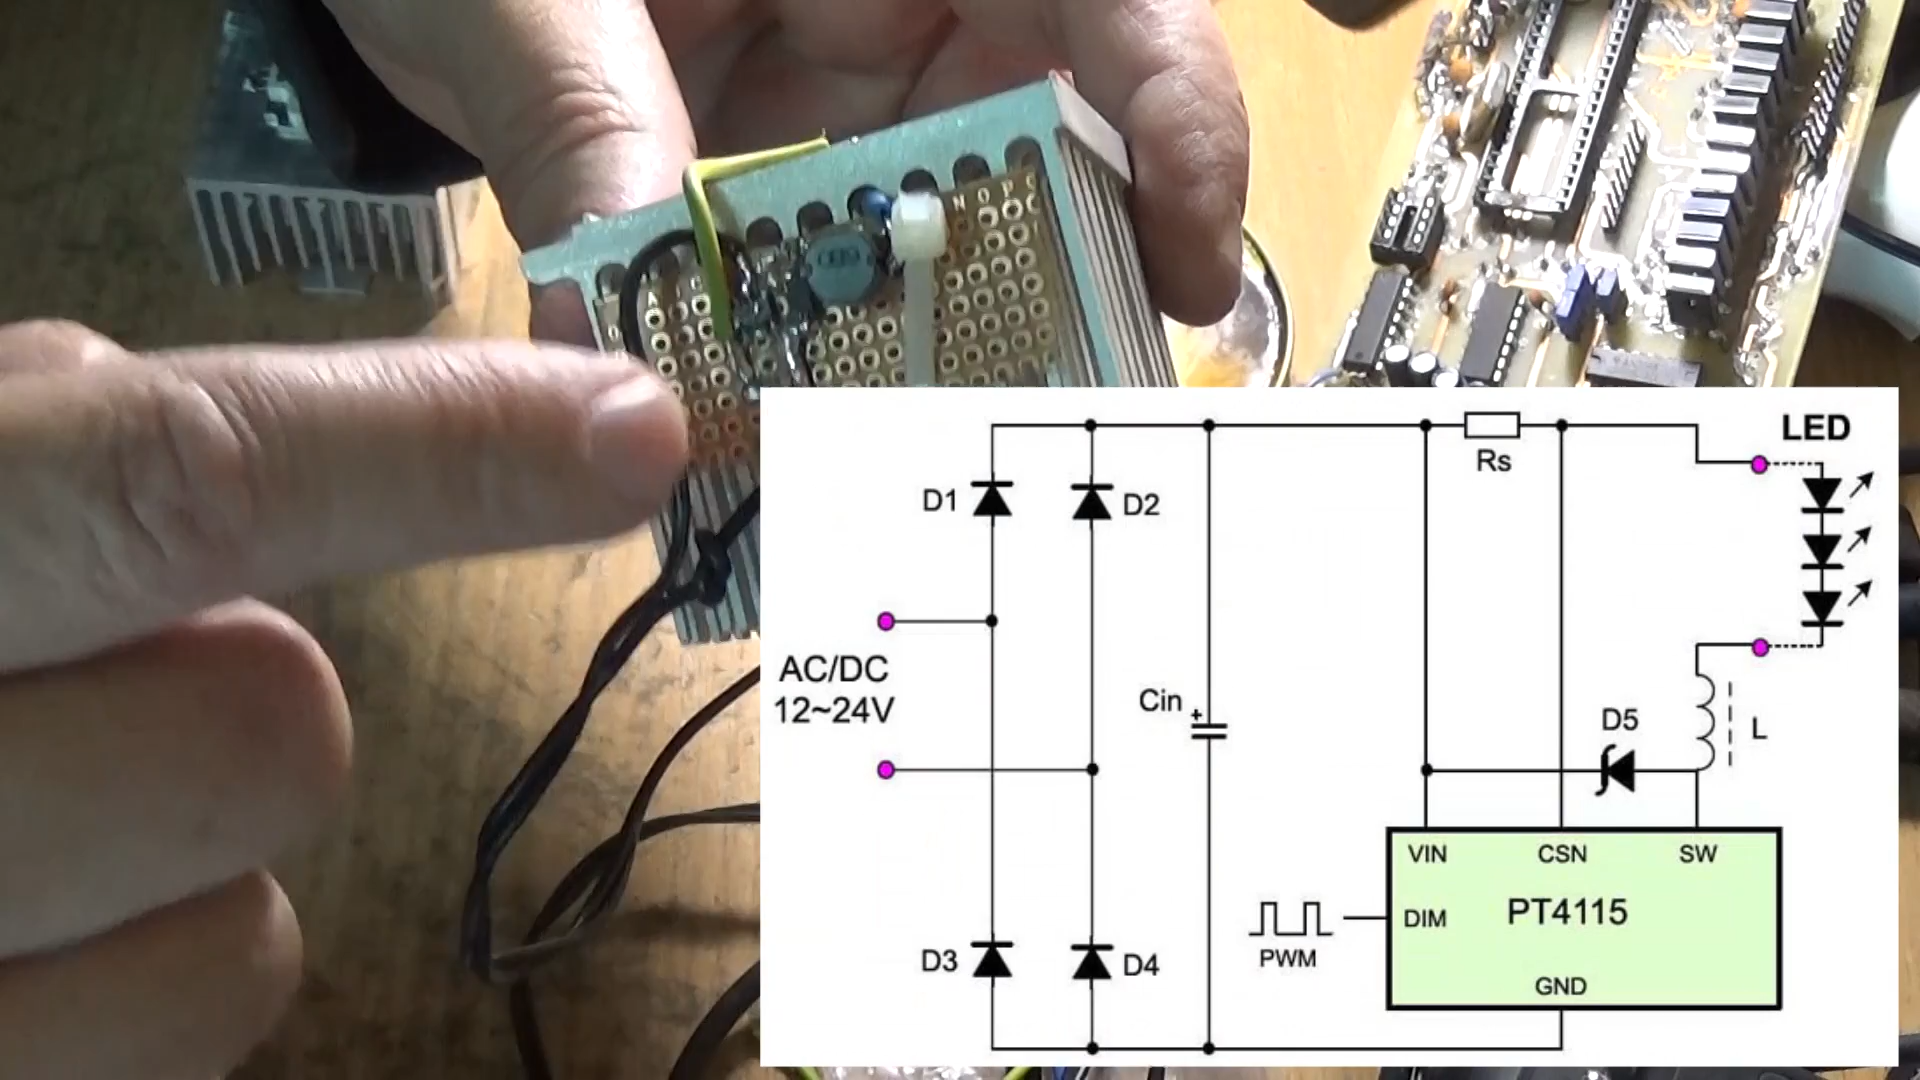 N O P
A
C
LED
Rs
D1
D2
AC/DC
12~24V
Cin
+
D5
L
VIN
CSN
SW
DIM
PT4115
PWM
GND
D3
D4